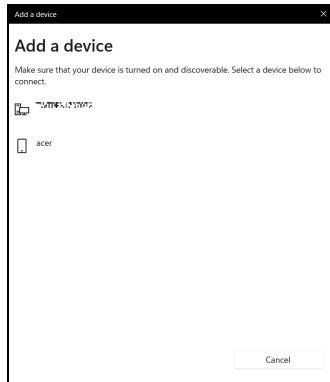 Add a device
Add a device
Make sure that your device is turned on and discoverable. Select a device below to
connect.
acer
Cancel